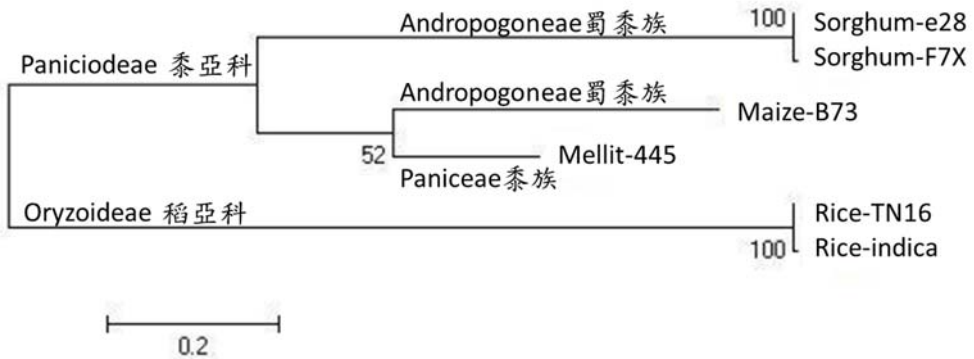 Andropogoneae蜀黍族
100
Sorghum-e28
Sorghum-F7X
Paniciodeae 黍亞科
Andropogoneae蜀黍族
Maize-B73
52
Mellit-445
Paniceae黍族
Oryzoideae 稻亞科
Rice-TN16
100
Rice-indica
0.2